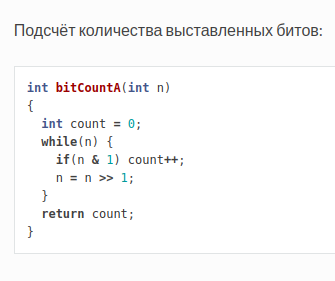 Подсчёт количества выставленных битов:
int bitCountA(int n)
{
  int count = 0;
  while(n) {
    if(n & 1) count++;
    n = n >> 1;
  }
  return count;
}